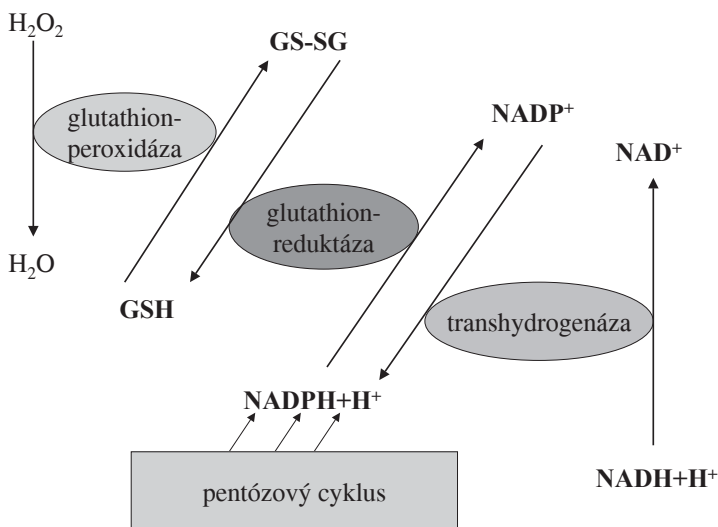 H₂O₂
GS-SG
glutathion-
peroxidáza
NADP⁺
NAD⁺
glutathion-
reduktáza
H₂O
GSH
transhydrogenáza
NADPH+H⁺
NADH+H⁺
pentózový cyklus